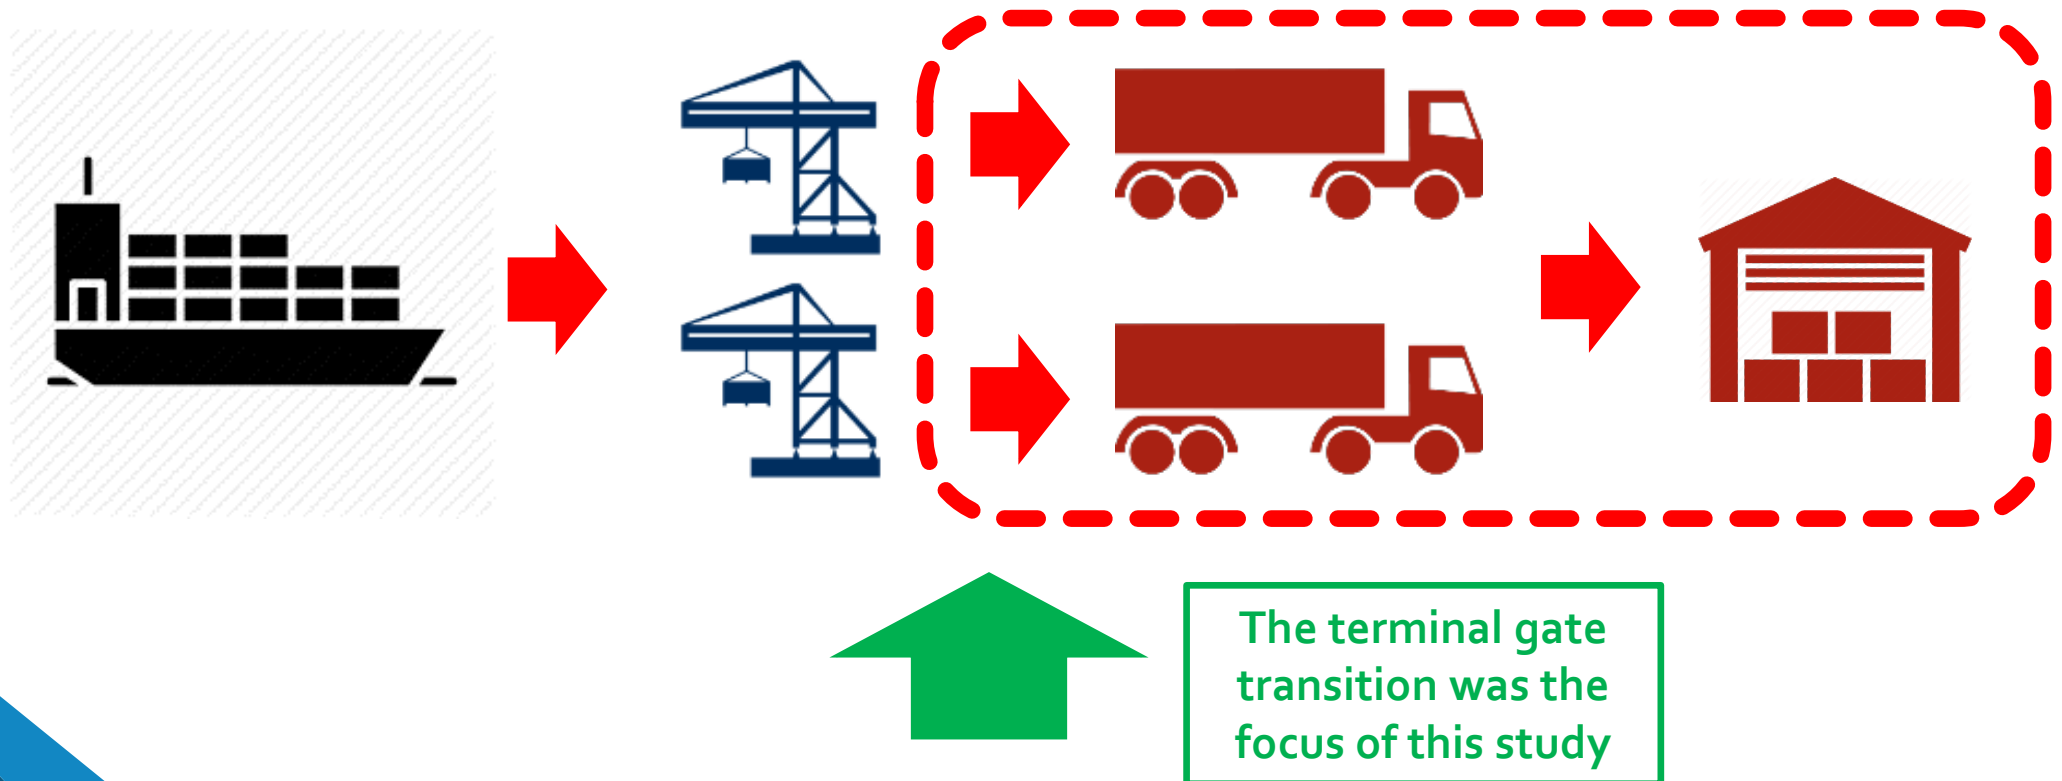 The terminal gate
transition was the
focus of this study